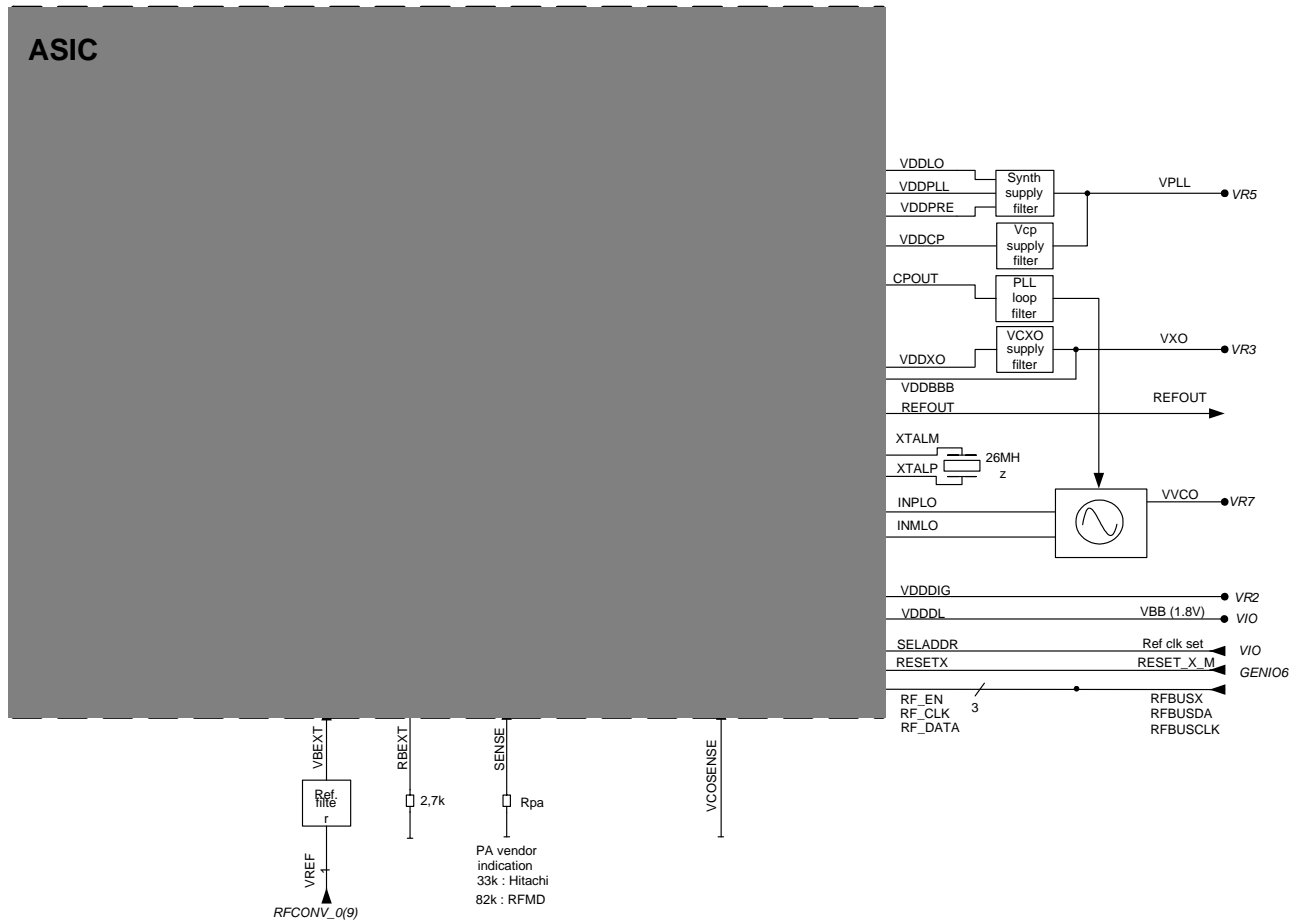 ASIC
VDDLO
VDDPLL
VDDPRE
Synth
supply
filter
VPLL
VR5
VDDCP
Vcp
supply
filter
CPOUT
PLL
loop
filter
VDDXO
VCXO
supply
filter
VXO
VR3
VDDBBB
REFOUT
REFOUT
XTALM
XTALP
26MH
z
INPLO
INMLO
VVCO
VR7
VDDDIG
VR2
VDDDL
VBB (1.8V)
VIO
SELADDR
Ref clk set
VIO
RESETX
RESET_X_M
GENIO6
RF_EN
RF_CLK
RF_DATA
3
RFBUSX
RFBUSDA
RFBUSCLK
VBEXT
RBEXT
SENSE
VCOSENSE
Ref.
filte
r
2,7k
Rpa
VREF
1
RFCONV_0(9)
PA vendor
indication
33k : Hitachi
82k : RFMD